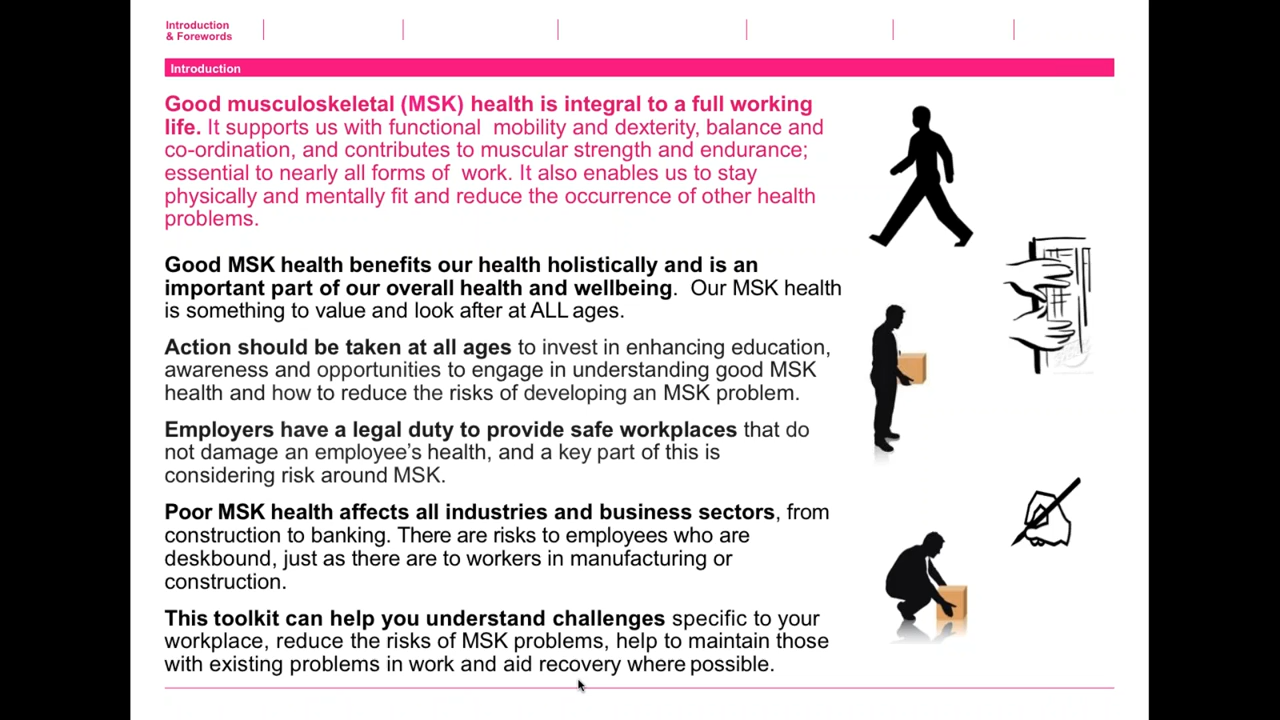 Introduction
& Forewords
Introduction
Good musculoskeletal (MSK) health is integral to a full working
life. It supports us with functional mobility and dexterity, balance and
co-ordination, and contributes to muscular strength and endurance;
essential to nearly all forms of work. It also enables us to stay
physically and mentally fit and reduce the occurrence of other health
problems.
Good MSK health benefits our health holistically and is an
important part of our overall health and wellbeing. Our MSK health
is something to value and look after at ALL ages.
Action should be taken at all ages to invest in enhancing education,
awareness and opportunities to engage in understanding good MSK
health and how to reduce the risks of developing an MSK problem.
Employers have a legal duty to provide safe workplaces that do
not damage an employee’s health, and a key part of this is
considering risk around MSK.
Poor MSK health affects all industries and business sectors, from
construction to banking. There are risks to employees who are
deskbound, just as there are to workers in manufacturing or
construction.
This toolkit can help you understand challenges specific to your
workplace, reduce the risks of MSK problems, help to maintain those
with existing problems in work and aid recovery where possible.